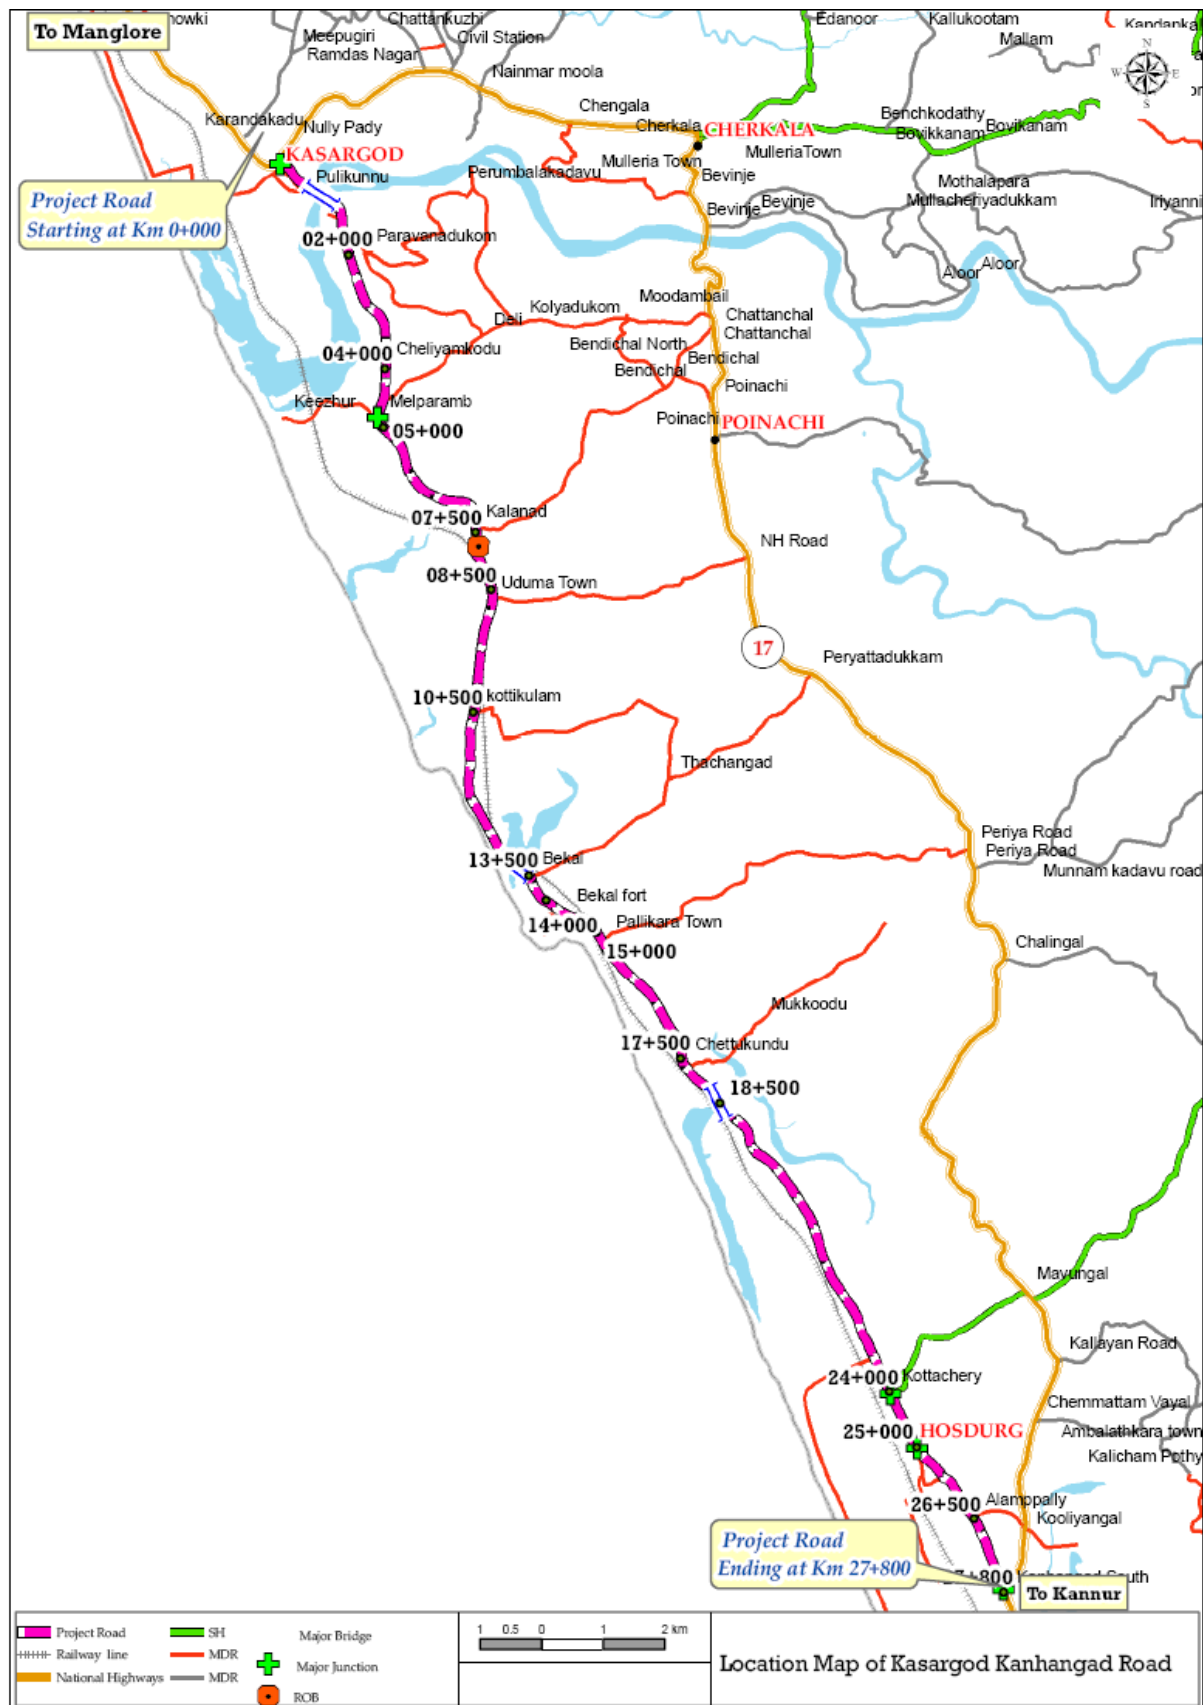 To Manglore
Chattankuzhi
Civil Station
Meepugiri
Ramdas Nagar
Nainmar moola
Edanoor
Kallukootam
Mallam
Kandanka
N
W
E
S
Karandakadu
Nully Pady
KASARGOD
Pulikunnu
Chengala
Cherkala
CHERKALA
Benchkodathy
Bovikkanam
Bovikanam
Mulleria Town
MulleriaTown
Perumbalakadavu
Bevinje
Bevinje
Bevinje
Mothalapara
Mullacheriyadukkam
Iriyanni
Project Road
Starting at Km 0+000
02+000
Paravanadukom
Aloor
Aloor
Moodambail
Kolyadukom
Deli
Chattanchal
Chattanchal
04+000
Cheliyamkodu
Bendichal North
Bendichal
Bendichal
Poinachi
Keezhur
Melparamb
05+000
Poinachi
POINACHI
07+500
Kalanad
NH Road
08+500
Uduma Town
17
Peryattadukkam
10+500
kottikulam
Thachangad
Periya Road
Periya Road
Munnam kadavu road
13+500
Bekal
Bekal fort
14+000
Pallikara Town
15+000
Chalingal
Mukkoodu
17+500
Chettukundu
18+500
Mavungal
Kallayan Road
24+000
Kottachery
Chemmattam Vayal
25+000
HOSDURG
Ambalathkara town
Kalicham Pothy
26+500
Alamppally
Kooliyangal
Project Road
Ending at Km 27+800
Kanhangad South
To Kannur
Project Road
Railway line
National Highways
SH
MDR
MDR
Major Bridge
Major Junction
ROB
1 0.5 0 1 2 km
Location Map of Kasargod Kanhangad Road